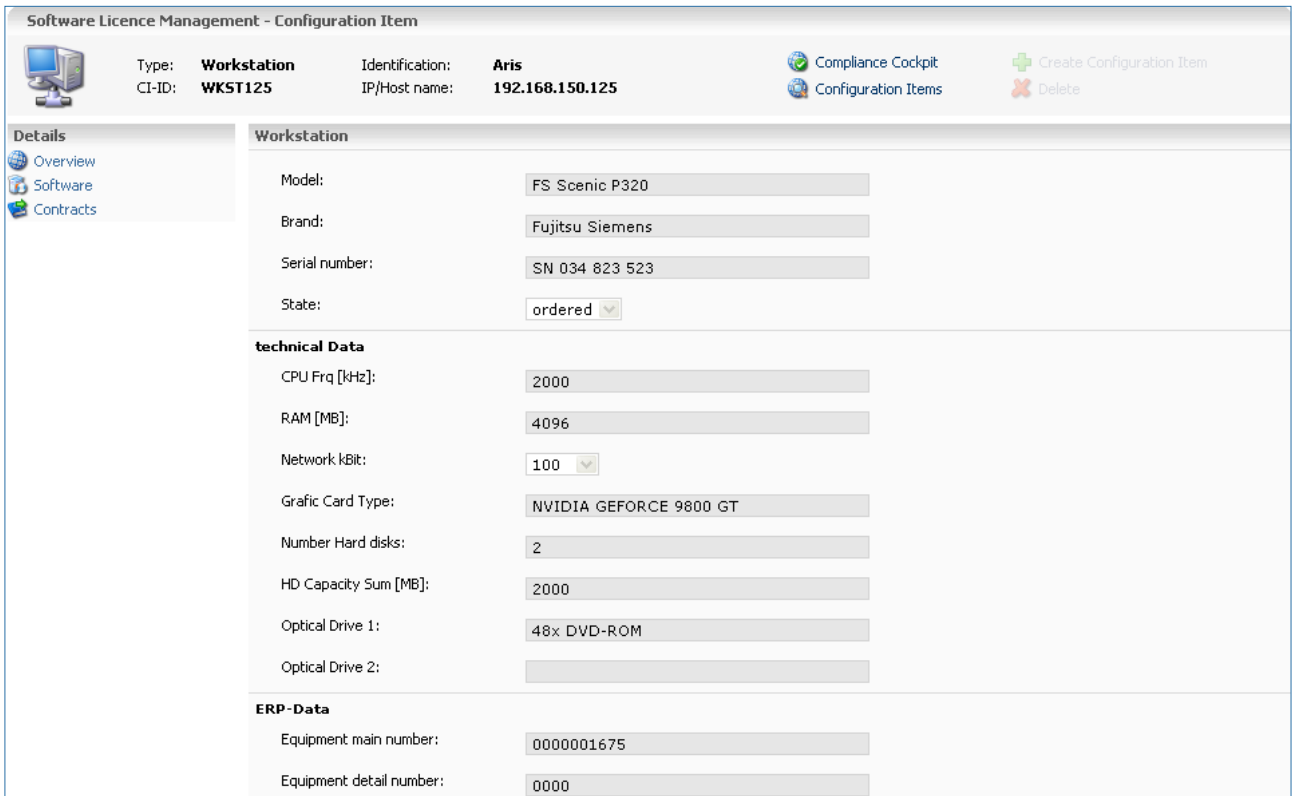 Software Licence Management - Configuration Item
Type: Workstation Identification: Aris Compliance Cockpit Create Configuration Item
CI-ID: WKST125 IP/Host name: 192.168.150.125 Configuration Items Delete
Details
Overview
Software
Contracts
Workstation
Model: FS Scenic P320
Brand: Fujitsu Siemens
Serial number: SN 034 823 523
State: ordered
technical Data
CPU Frq [kHz]: 2000
RAM [MB]: 4096
Network kBit: 100
Grafic Card Type: NVIDIA GEFORCE 9800 GT
Number Hard disks: 2
HD Capacity Sum [MB]: 2000
Optical Drive 1: 48x DVD-ROM
Optical Drive 2:
ERP-Data
Equipment main number: 0000001675
Equipment detail number: 0000